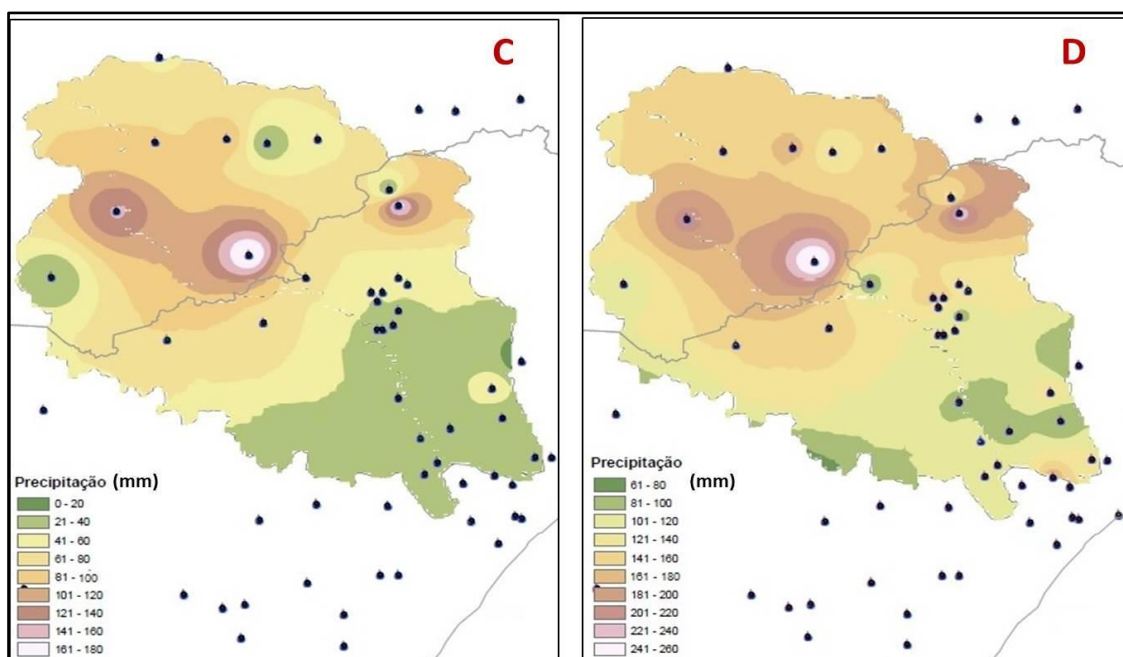 C
Precipitação (mm)
0 - 20
21 - 40
41 - 60
61 - 80
81 - 100
101 - 120
121 - 140
141 - 160
161 - 180
D
Precipitação
(mm)
61 - 80
81 - 100
101 - 120
121 - 140
141 - 160
161 - 180
181 - 200
201 - 220
221 - 240
241 - 260